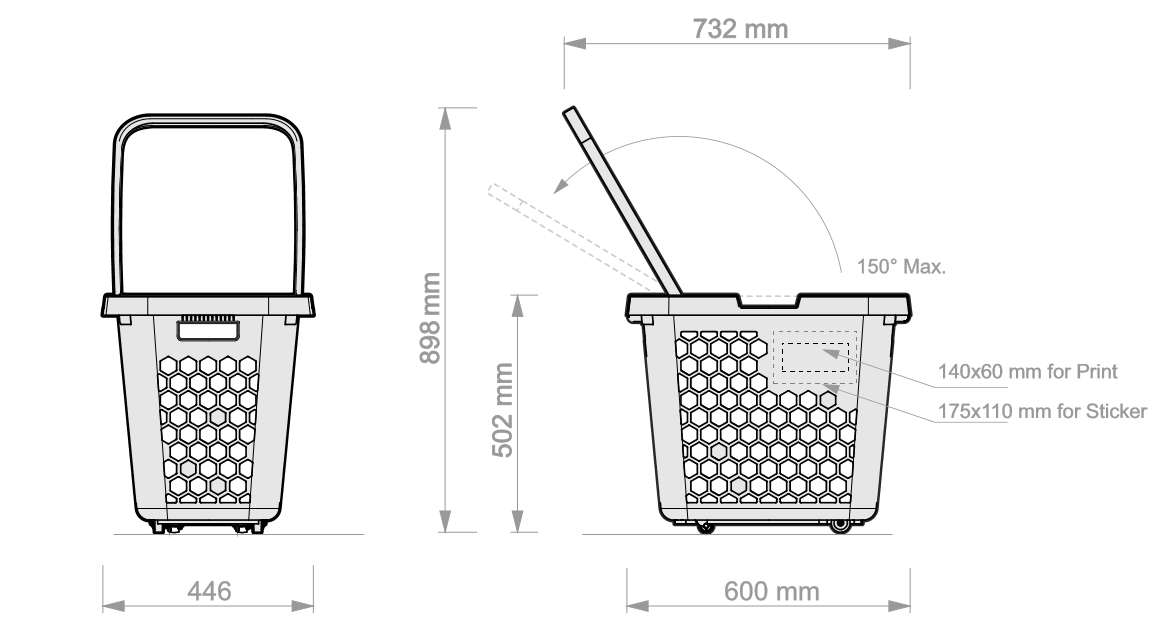 732 mm
150° Max.
898 mm
502 mm
140x60 mm for Print
175x110 mm for Sticker
446
600 mm